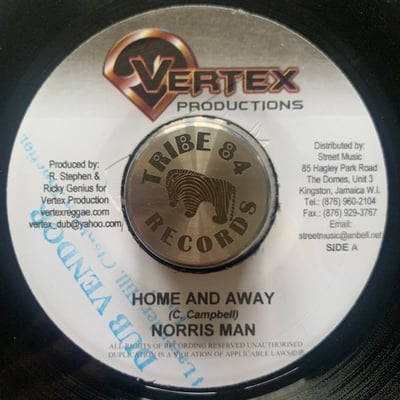 VERTEX
PRODUCTIONS
TRIBE 84
RECORDS
Produced by:
R. Stephen &
Ricky Genius for
Vertex Production
vertexreggae.com
vertex_dub@yahoo.com
Distributed by:
Street Music
85 Hagley Park Road
The Domes, Unit 3
Kingston, Jamaica W.I.
Tel.: (876) 960-2104
Fax.: (876) 929-3767
Email:
streetmusic@anbell.net
SIDE A
DUB VENDOR
HOME AND AWAY
(C. Campbell)
NORRIS MAN
ALL RIGHTS OF RECORDING RESERVED UNAUTHORISED
DUPLICATION IS A VIOLATION OF APPLICABLE LAWS©℗